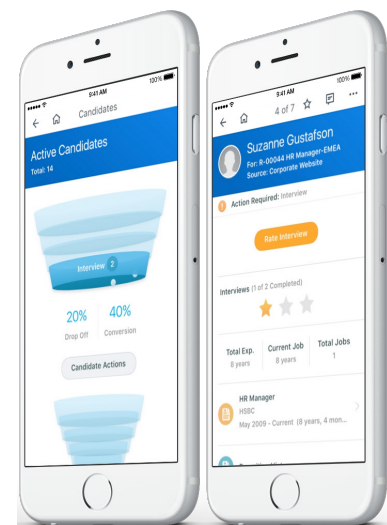 9:41 AM
100%
Candidates
Active Candidates
Total: 14
Interview 2
20% 40%
Drop Off Conversion
Candidate Actions
9:41 AM
100%
4 of 7
Suzanne Gustafson
For: R-00044 HR Manager-EMEA
Source: Corporate Website
! Action Required: Interview
Rate Interview
Interviews (1 of 2 Completed)
Total Exp. Current Job Total Jobs
8 years 8 years 1
HR Manager
HSBC
May 2009 - Current (8 years, 4 mon...